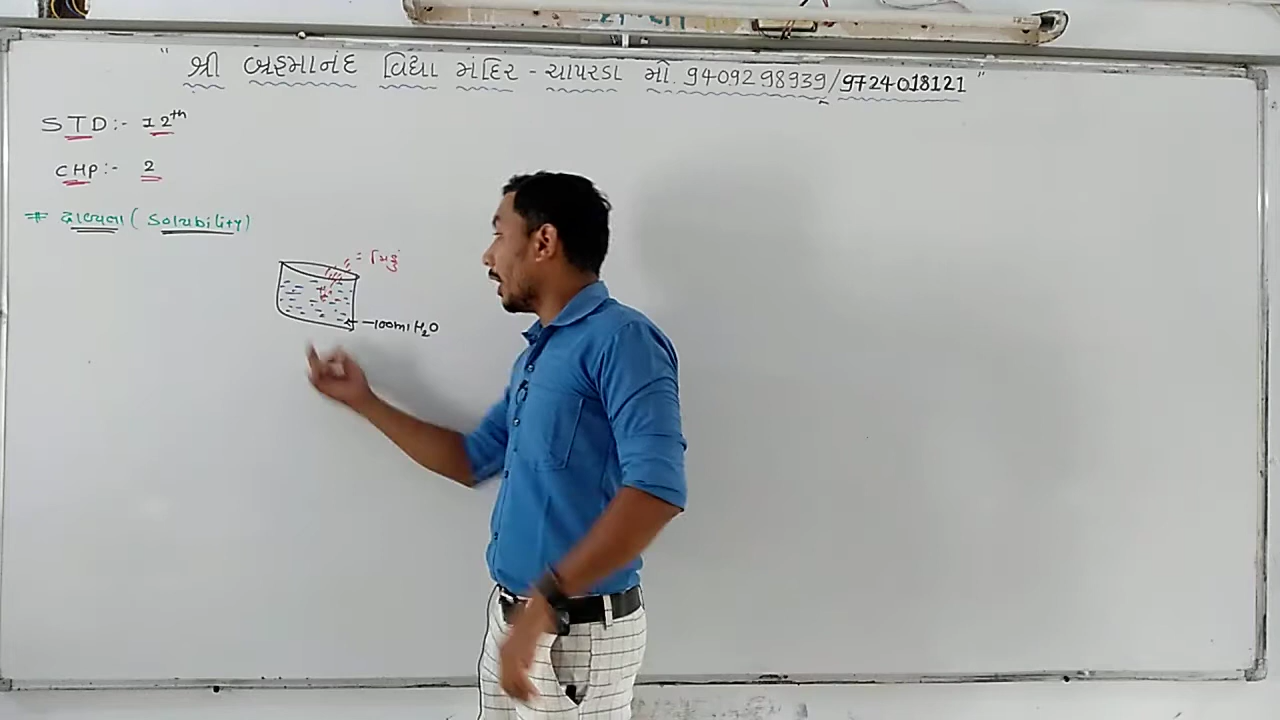 " શ્રી બ્રહ્માનંદ વિદ્યા મંદિર - ચાપરડા મો. 9409298939/9724018121 "
STD:- 12th
CHP:- 2
# દ્રાવ્યતા (Solubility)
= મીઠું
100ml H₂O